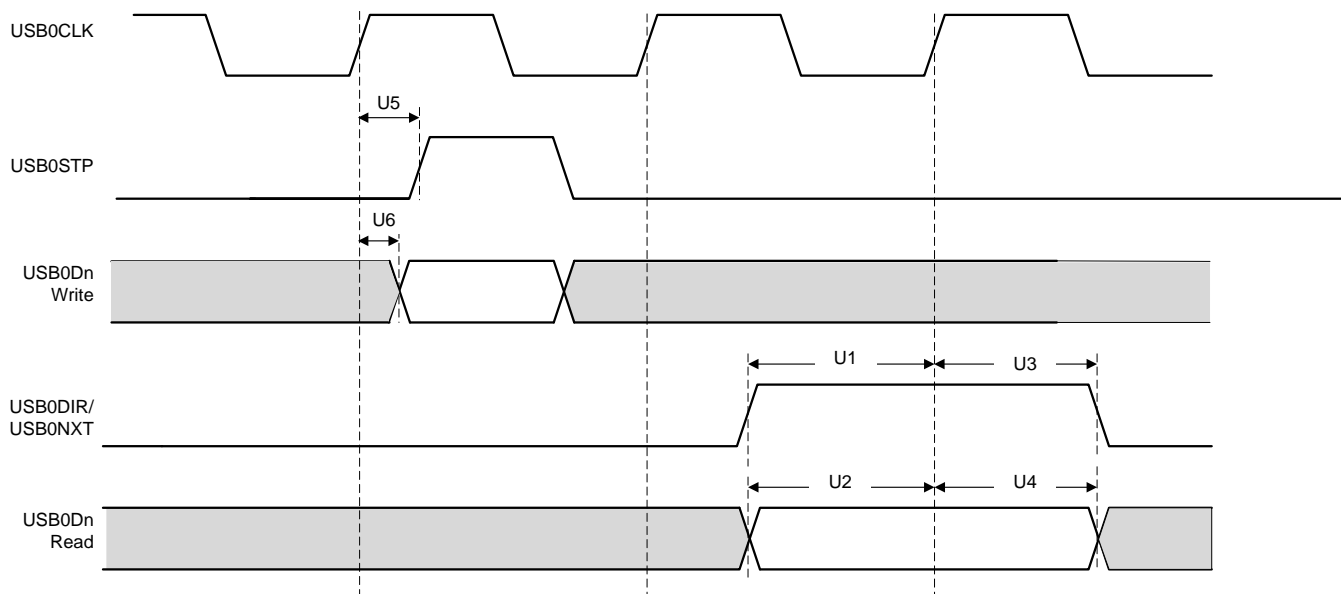 USB0CLK
U5
USB0STP
U6
USB0Dn
Write
U1
U3
USB0DIR/
USB0NXT
U2
U4
USB0Dn
Read